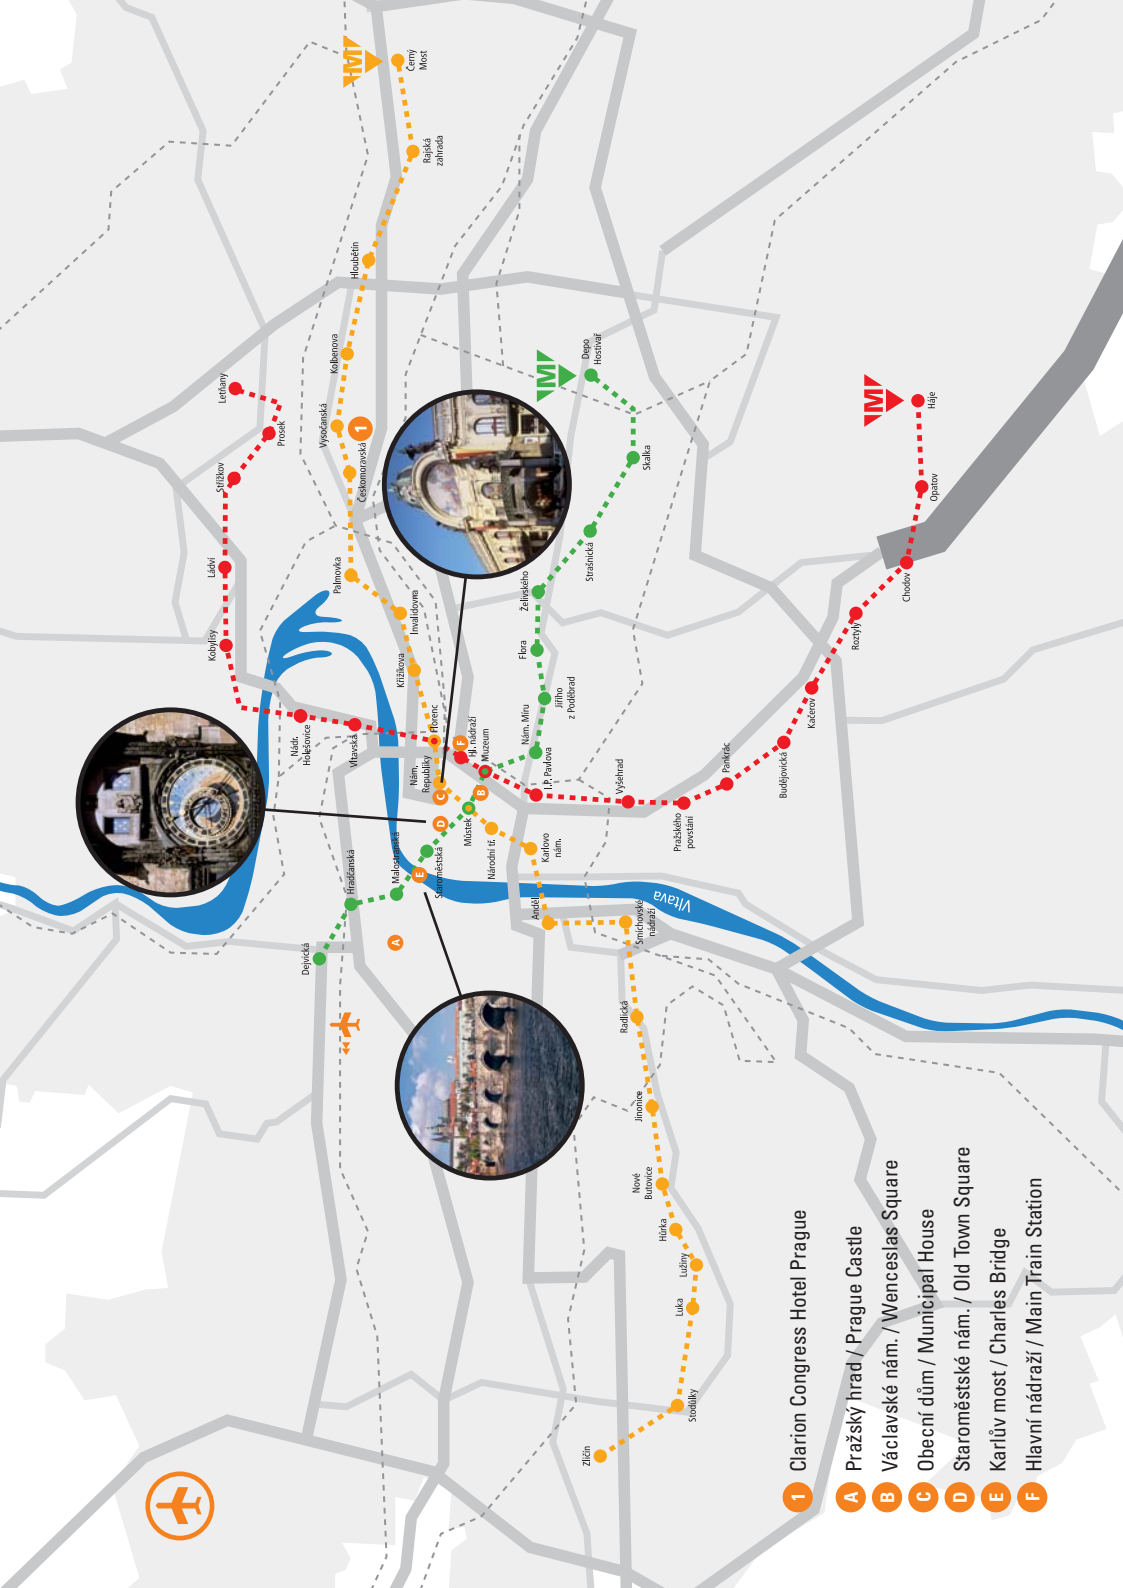 Letňany
Prosek
Střížkov
Ládví
Kobylisy
Nádr.
Holešovice
Vltavská
Florenc
Hl. nádraží
Muzeum
I.P. Pavlova
Vyšehrad
Pražského
povstání
Pankrác
Budějovická
Kačerov
Roztyly
Chodov
Opatov
Háje
M
Černý
Most
M
Rajská
zahrada
Hloubětín
Kolbenova
Vysočanská
1
Českomoravská
Palmovka
Invalidovna
Křižíkova
Nám.
Republiky
Můstek
Národní tř.
Karlovo
nám.
Anděl
Smíchovské
nádraží
Radlická
Jinonice
Nové
Butovice
Hůrka
Lužiny
Luka
Stodůlky
Zličín
Depo
Hostivař
M
Skalka
Strašnická
Želivského
Flora
Jiřího
z Poděbrad
Nám. Míru
Staroměstská
Malostranská
Hradčanská
Dejvická
A
B
C
D
E
F
Vltava
1 Clarion Congress Hotel Prague
A Pražský hrad / Prague Castle
B Václavské nám. / Wenceslas Square
C Obecní dům / Municipal House
D Staroměstské nám. / Old Town Square
E Karlův most / Charles Bridge
F Hlavní nádraží / Main Train Station